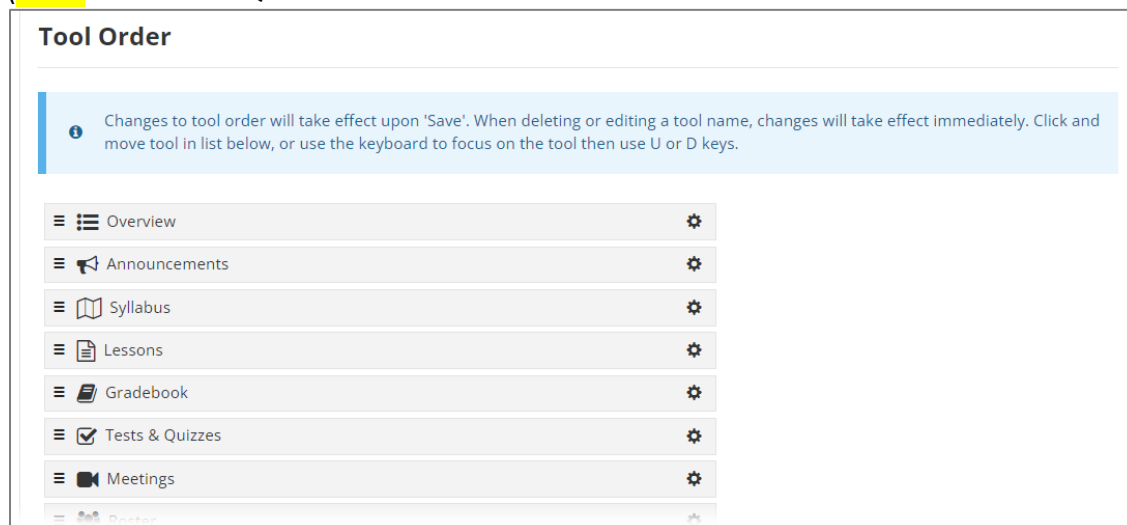 Tool Order
Changes to tool order will take effect upon 'Save'. When deleting or editing a tool name, changes will take effect immediately. Click and
move tool in list below, or use the keyboard to focus on the tool then use U or D keys.
Overview
Announcements
Syllabus
Lessons
Gradebook
Tests & Quizzes
Meetings
Roster